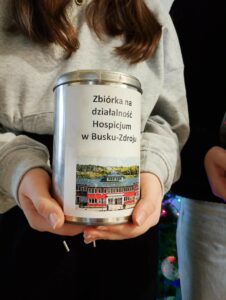 Zbiórka na
działalność
Hospicjum
w Busku-Zdroju